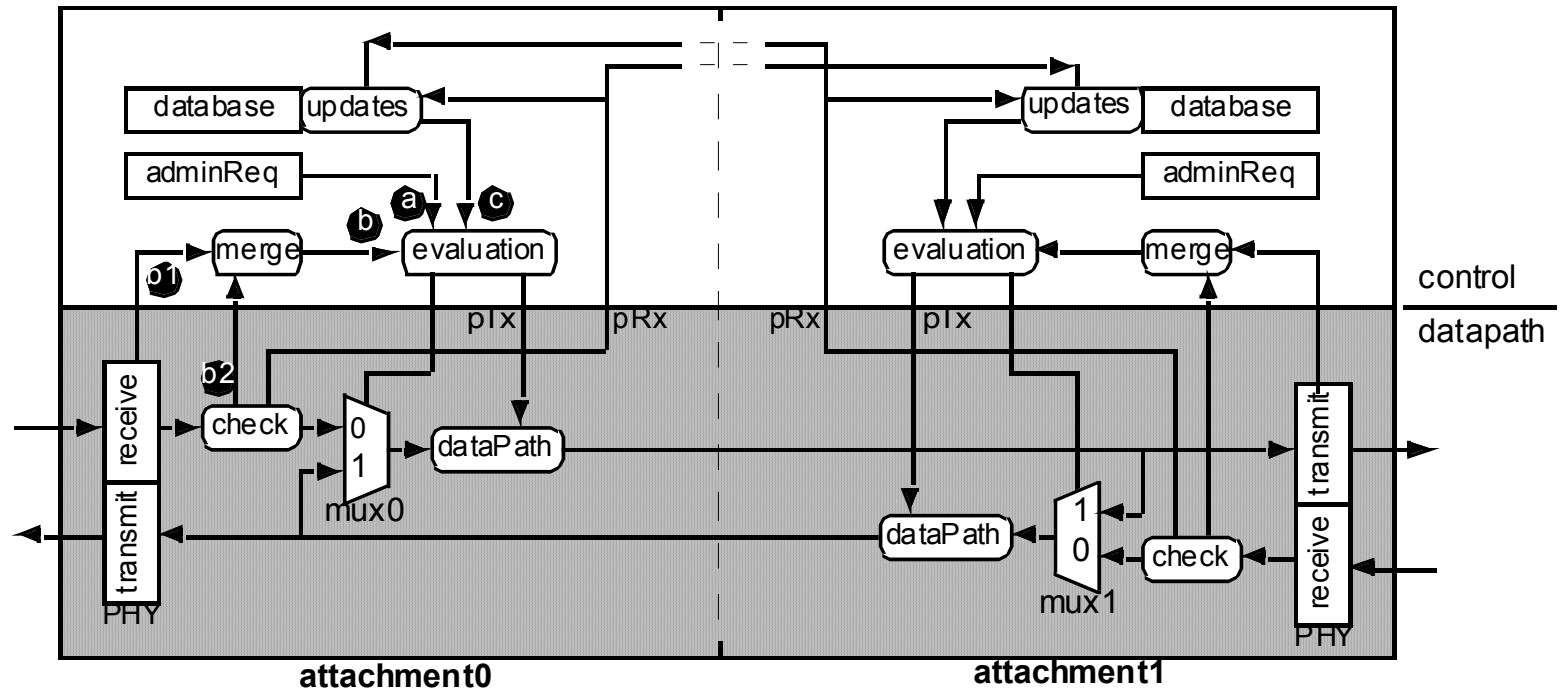 database
updates
updates
database
adminReq
adminReq
a
c
b
merge
evaluation
evaluation
merge
b1
control
pTx
pRx
pRx
pTx
datapath
b2
receive
check
0
1
mux0
dataPath
transmit
transmit
PHY
dataPath
1
0
mux1
check
receive
PHY
attachment0
attachment1